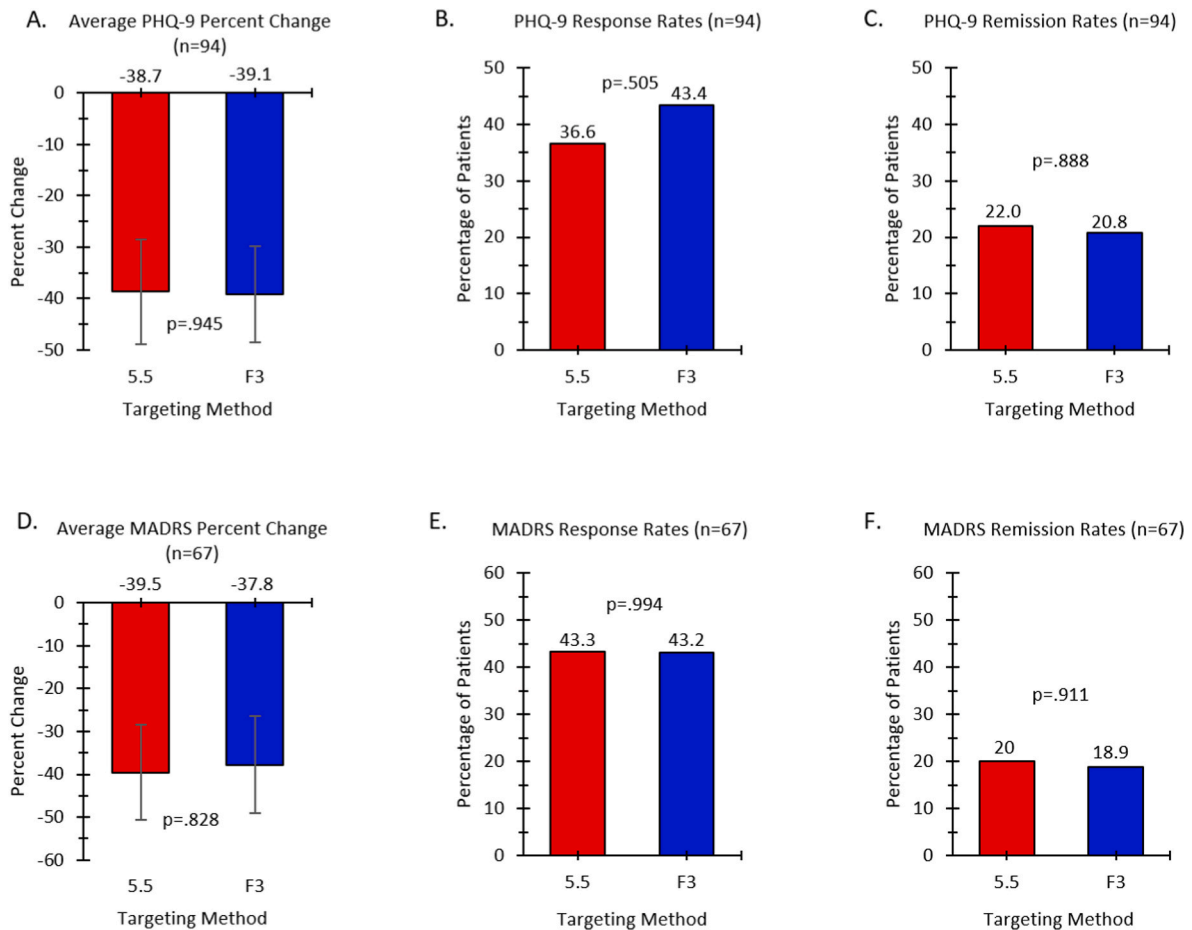 A.
Average PHQ-9 Percent Change
(n=94)
-38.7 -39.1
0
-10
-20
-30
-40
-50
Percent Change
p=.945
5.5 F3
Targeting Method
B.
PHQ-9 Response Rates (n=94)
50
40
30
20
10
0
Percentage of Patients
p=.505
36.6 43.4
5.5 F3
Targeting Method
C.
PHQ-9 Remission Rates (n=94)
50
40
30
20
10
0
Percentage of Patients
p=.888
22.0 20.8
5.5 F3
Targeting Method
D.
Average MADRS Percent Change
(n=67)
-39.5 -37.8
0
-10
-20
-30
-40
-50
-60
Percent Change
p=.828
5.5 F3
Targeting Method
E.
MADRS Response Rates (n=67)
60
50
40
30
20
10
0
Percentage of Patients
p=.994
43.3 43.2
5.5 F3
Targeting Method
F.
MADRS Remission Rates (n=67)
60
50
40
30
20
10
0
Percentage of Patients
p=.911
20 18.9
5.5 F3
Targeting Method